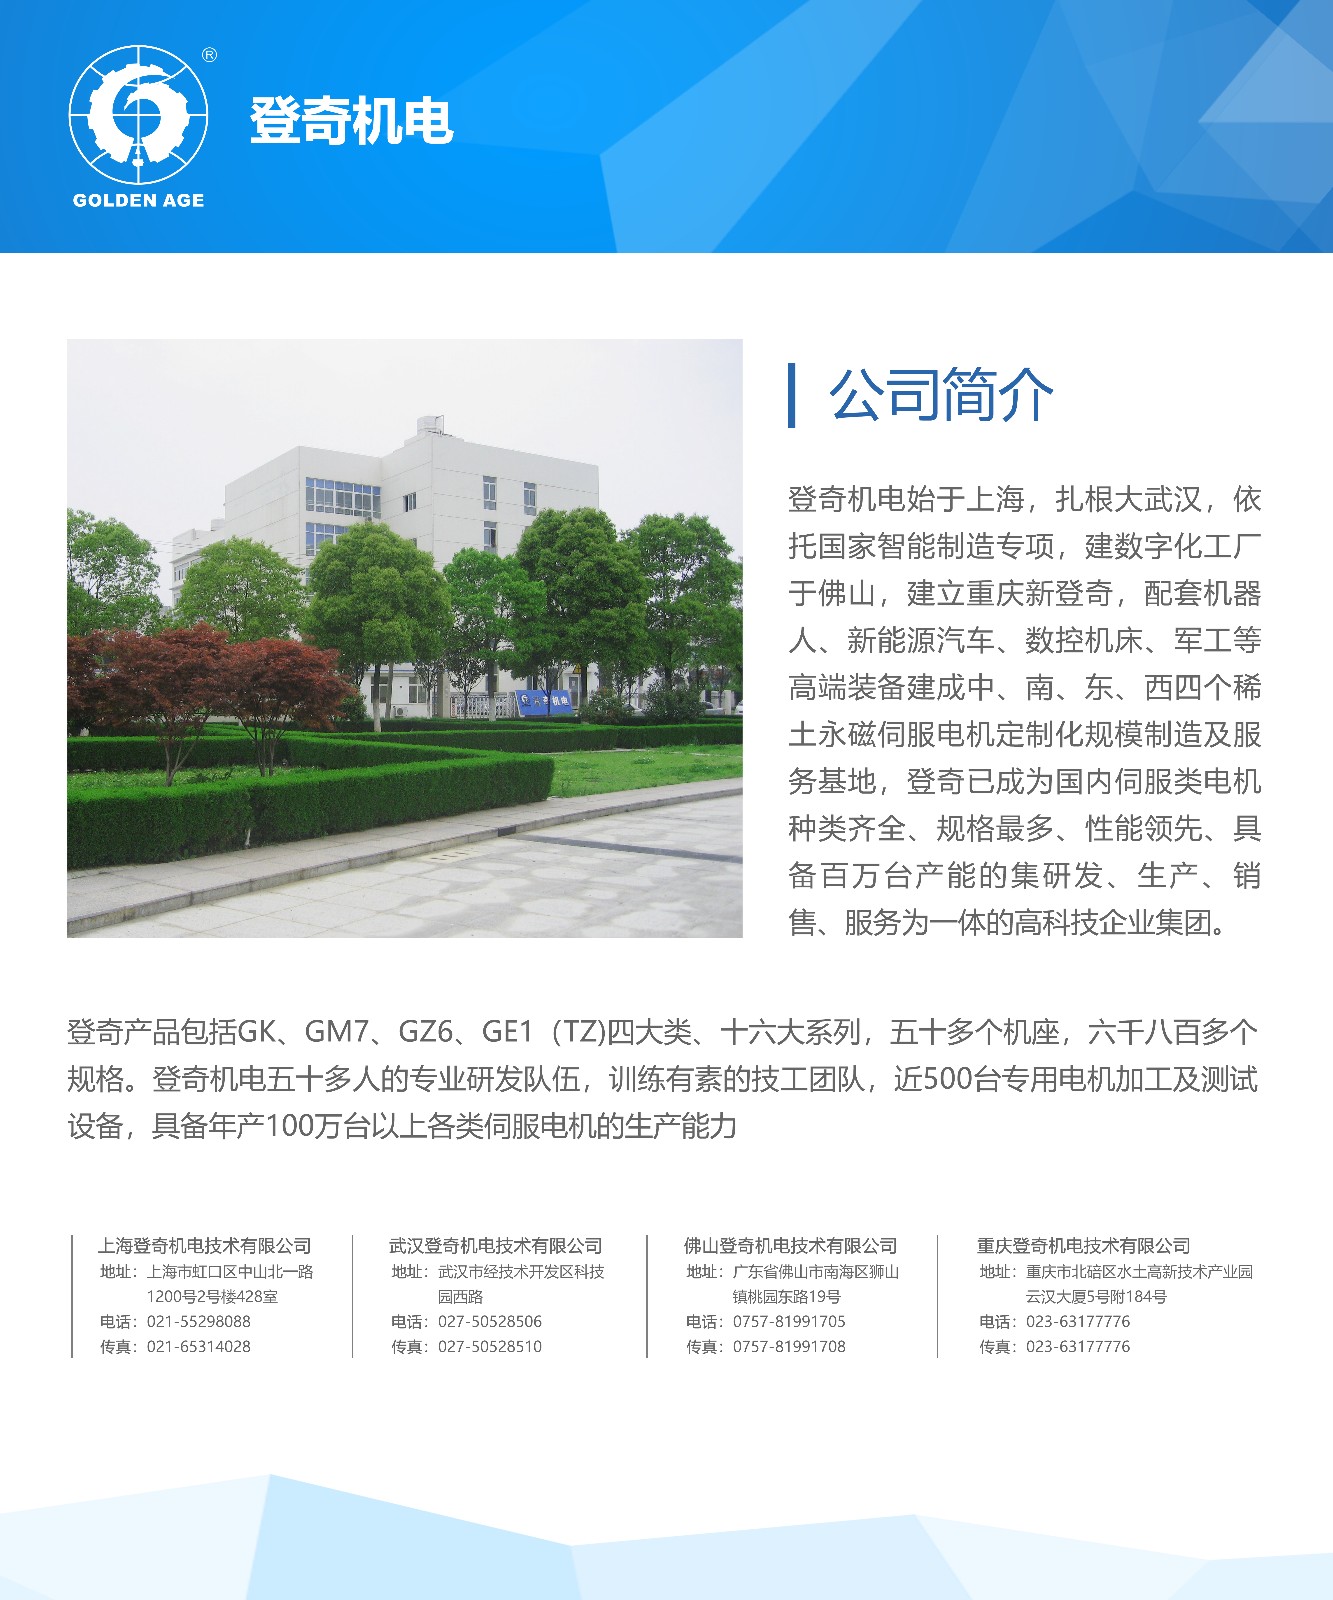 ®
登奇机电
GOLDEN AGE
公司简介
登奇机电始于上海，扎根大武汉，依
托国家智能制造专项，建数字化工厂
于佛山，建立重庆新登奇，配套机器
人、新能源汽车、数控机床、军工等
高端装备建成中、南、东、西四个稀
土永磁伺服电机定制化规模制造及服
务基地，登奇已成为国内伺服类电机
种类齐全、规格最多、性能领先、具
备百万台产能的集研发、生产、销
售、服务为一体的高科技企业集团。
登奇产品包括GK、GM7、GZ6、GE1（TZ)四大类、十六大系列，五十多个机座，六千八百多个
规格。登奇机电五十多人的专业研发队伍，训练有素的技工团队，近500台专用电机加工及测试
设备，具备年产100万台以上各类伺服电机的生产能力
上海登奇机电技术有限公司
地址：上海市虹口区中山北一路
1200号2号楼428室
电话：021-55298088
传真：021-65314028
武汉登奇机电技术有限公司
地址：武汉市经技术开发区科技
园西路
电话：027-50528506
传真：027-50528510
佛山登奇机电技术有限公司
地址：广东省佛山市南海区狮山
镇桃园东路19号
电话：0757-81991705
传真：0757-81991708
重庆登奇机电技术有限公司
地址：重庆市北碚区水土高新技术产业园
云汉大厦5号附184号
电话：023-63177776
传真：023-63177776